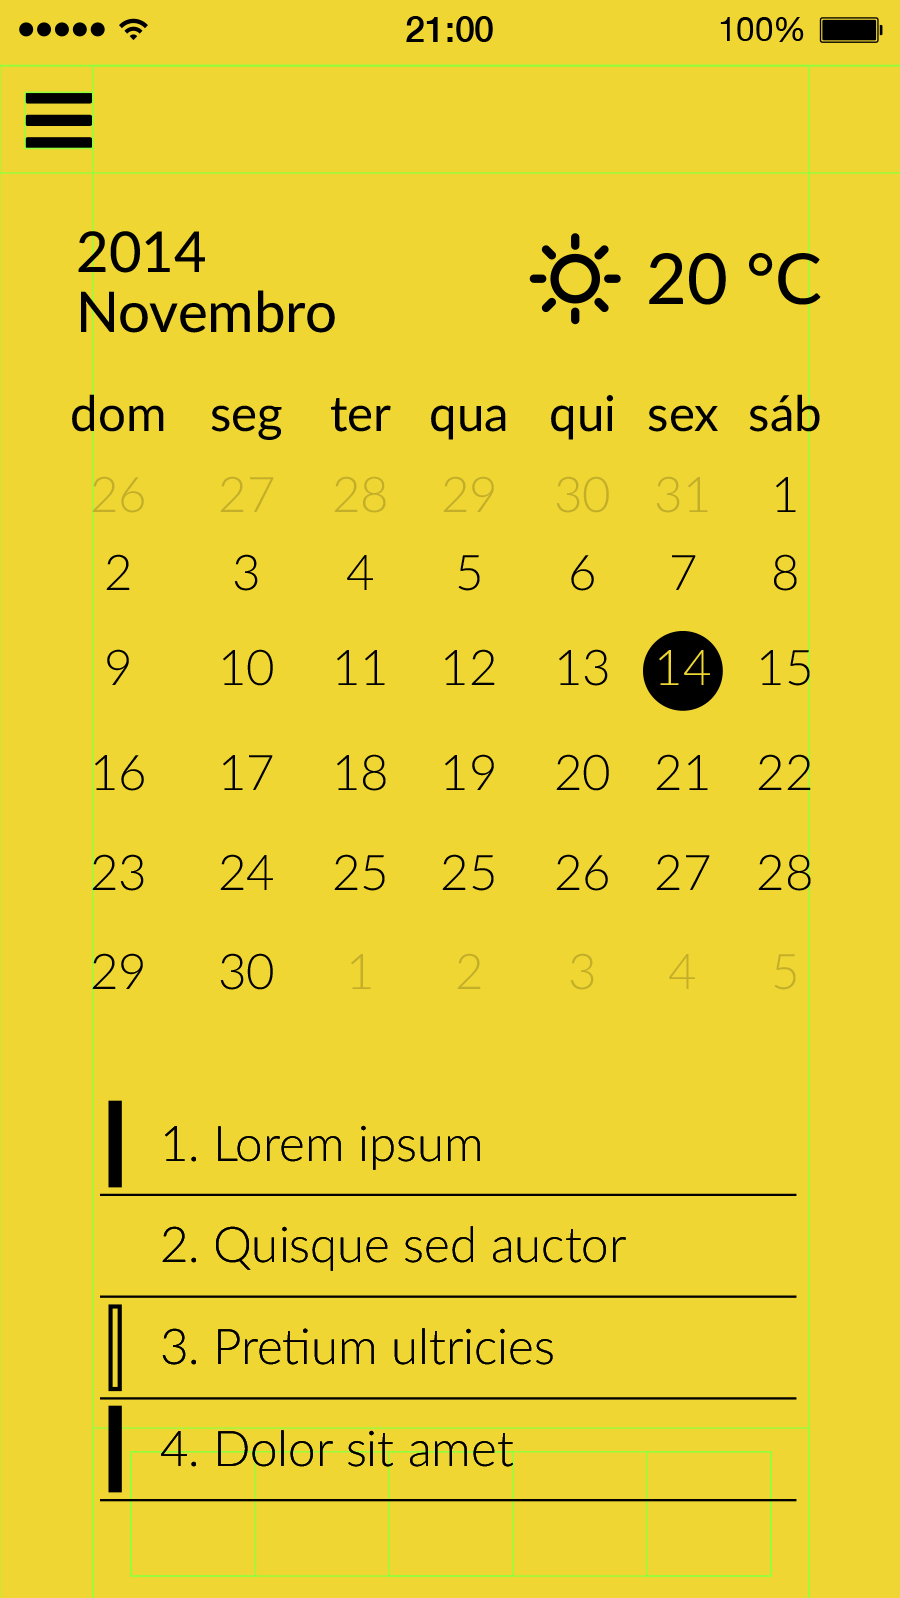 21:00 100%
2014
Novembro
20 °C
dom seg ter qua qui sex sáb
26 27 28 29 30 31 1
2 3 4 5 6 7 8
9 10 11 12 13 14 15
16 17 18 19 20 21 22
23 24 25 25 26 27 28
29 30 1 2 3 4 5
1. Lorem ipsum
2. Quisque sed auctor
3. Pretium ultricies
4. Dolor sit amet